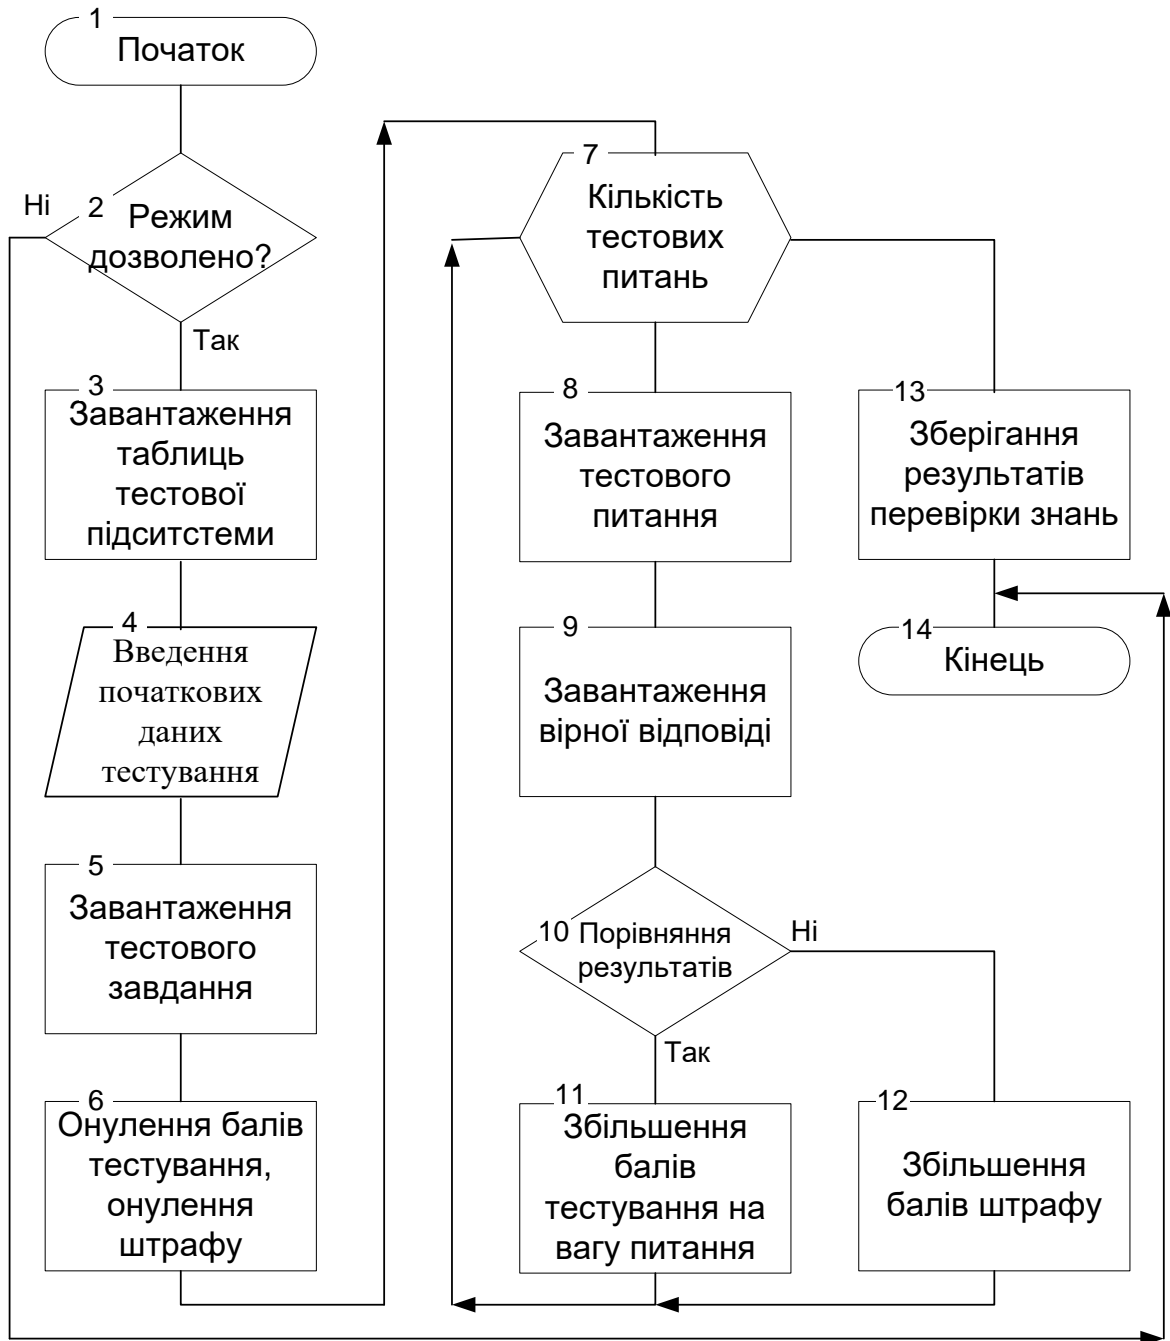 1
Початок
Ні
2
Режим
дозволено?
Так
3
Завантаження
таблиць
тестової
підситстеми
4
Введення
початкових
даних
тестування
5
Завантаження
тестового
завдання
6
Онулення балів
тестування,
онулення
штрафу
7
Кількість
тестових
питань
8
Завантаження
тестового
питання
9
Завантаження
вірної відповіді
10
Порівняння
результатів
Ні
Так
11
Збільшення
балів
тестування на
вагу питання
12
Збільшення
балів штрафу
13
Зберігання
результатів
перевірки знань
14
Кінець